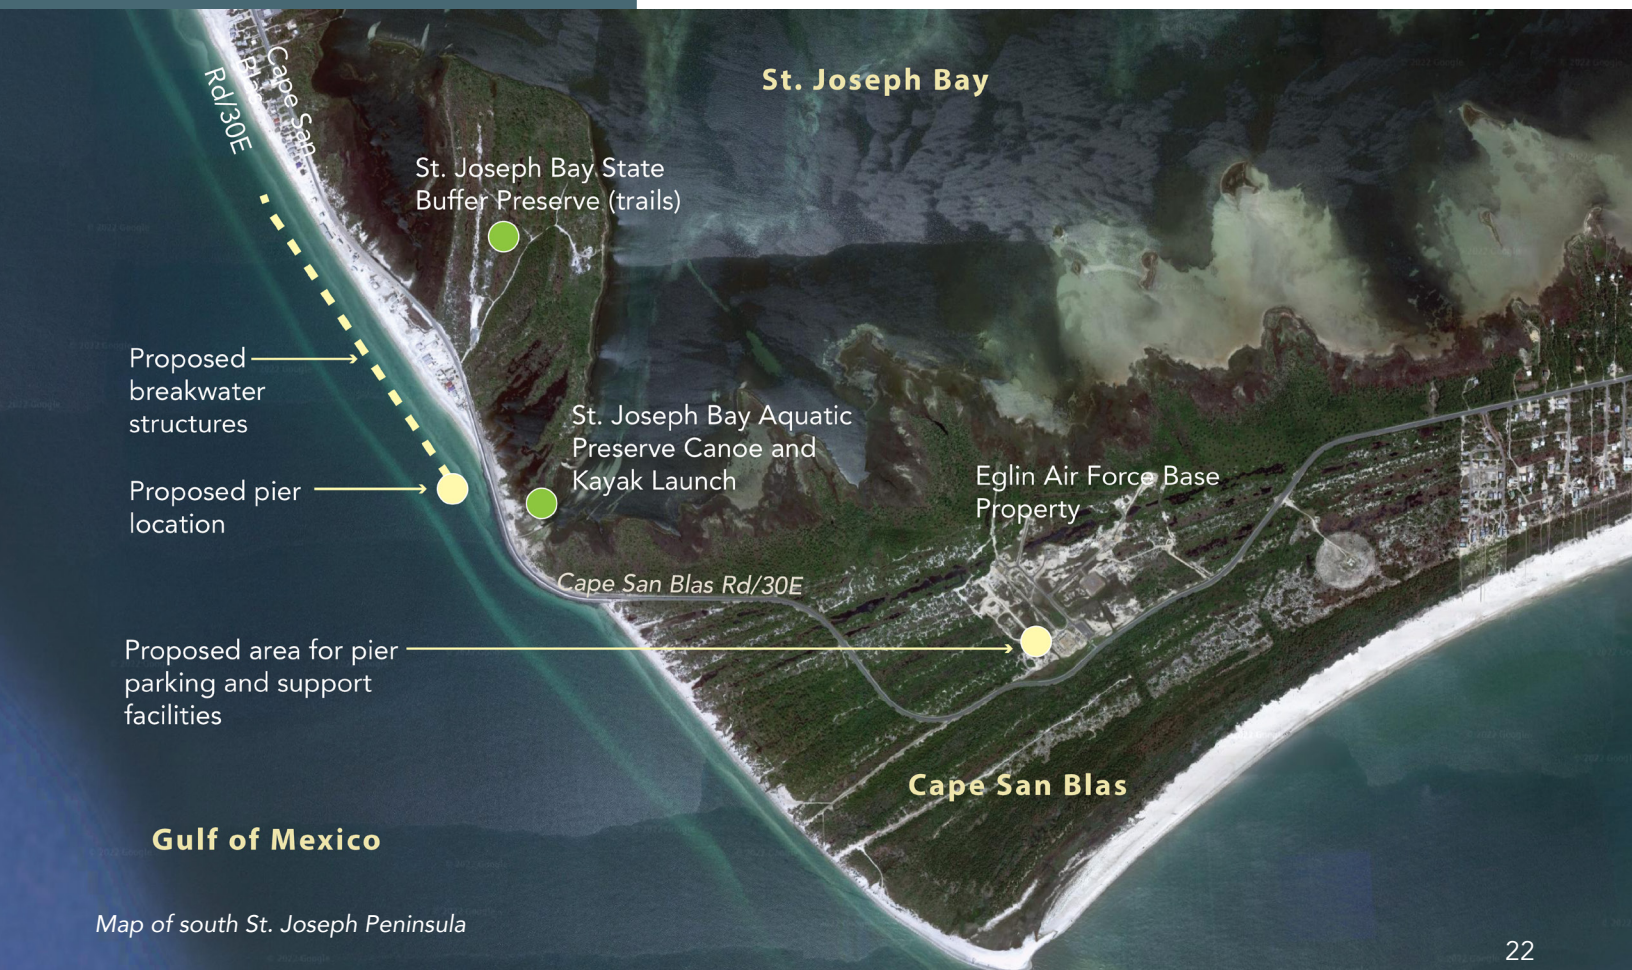 St. Joseph Bay
Cape San
Blas
Rd/30E
St. Joseph Bay State
Buffer Preserve (trails)
Proposed
breakwater
structures
St. Joseph Bay Aquatic
Preserve Canoe and
Kayak Launch
Eglin Air Force Base
Property
Proposed pier
location
Cape San Blas Rd/30E
Proposed area for pier
parking and support
facilities
Cape San Blas
Gulf of Mexico
Map of south St. Joseph Peninsula
22
© 2022 Google